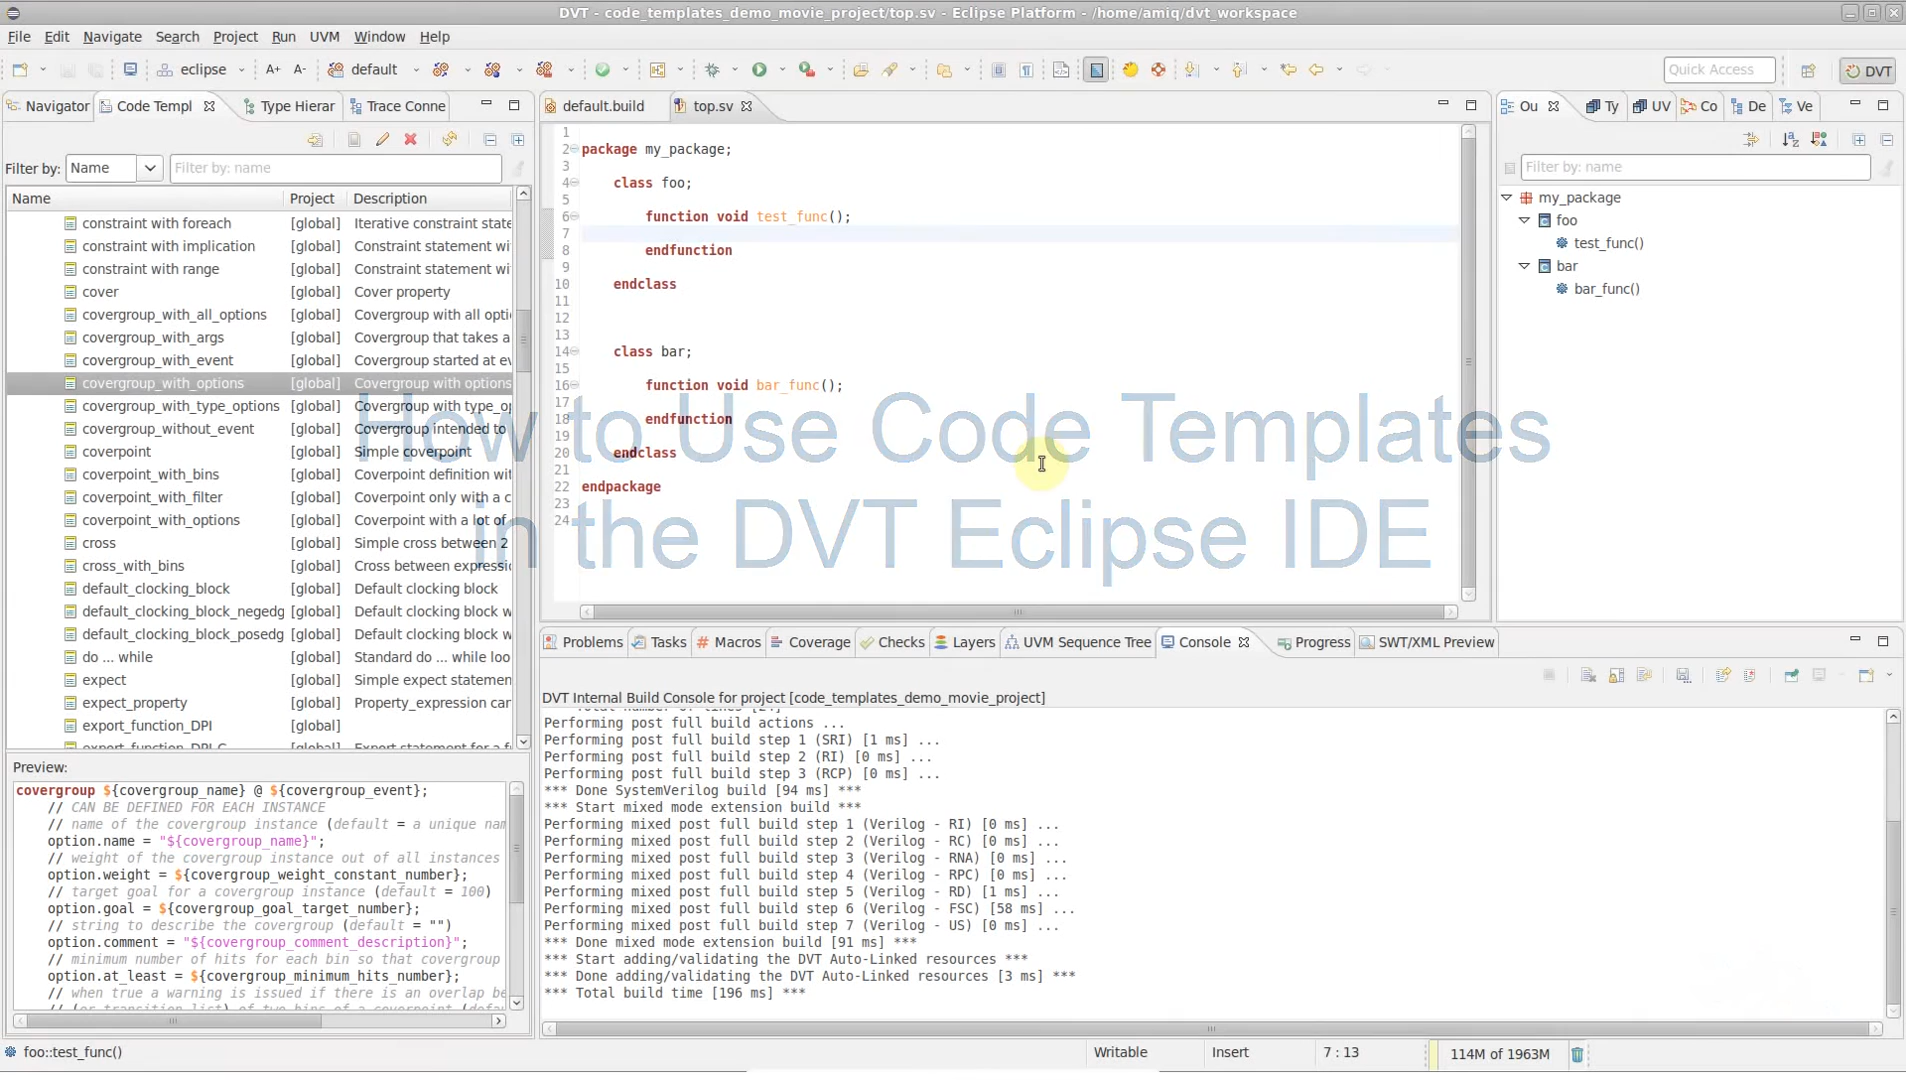 DVT - code_templates_demo_movie_project/top.sv - Eclipse Platform - /home/amiq/dvt_workspace
File Edit Navigate Search Project Run UVM Window Help
eclipse A+ A- default Quick Access DVT
Navigator Code Templ Type Hierar Trace Conne
Filter by: Name Filter by: name
Name Project Description
constraint with foreach [global] Iterative constraint state
constraint with implication [global] Constraint statement wi
constraint with range [global] Constraint statement wi
cover [global] Cover property
covergroup_with_all_options [global] Covergroup with all opti
covergroup_with_args [global] Covergroup that takes a
covergroup_with_event [global] Covergroup started at ev
covergroup_with_options [global] Covergroup with options
covergroup_with_type_options [global] Covergroup with type_op
covergroup_without_event [global] Covergroup intended to
coverpoint [global] Simple coverpoint
coverpoint_with_bins [global] Coverpoint definition with
coverpoint_with_filter [global] Coverpoint only with a c
coverpoint_with_options [global] Coverpoint with a lot of
cross [global] Simple cross between 2
cross_with_bins [global] Cross between expressi
default_clocking_block [global] Default clocking block
default_clocking_block_negedg [global] Default clocking block w
default_clocking_block_posedg [global] Default clocking block w
do ... while [global] Standard do ... while loo
expect [global] Simple expect statemen
expect_property [global] Property_expression can
export_function_DPI [global]
export_function_DPI_C [global] Export statement for a f
Preview:
covergroup ${covergroup_name} @ ${covergroup_event};
// CAN BE DEFINED FOR EACH INSTANCE
// name of the covergroup instance (default = a unique nam
option.name = "${covergroup_name}";
// weight of the covergroup instance out of all instances
option.weight = ${covergroup_weight_constant_number};
// target goal for a covergroup instance (default = 100)
option.goal = ${covergroup_goal_target_number};
// string to describe the covergroup (default = "")
option.comment = "${covergroup_comment_description}";
// minimum number of hits for each bin so that covergroup
option.at_least = ${covergroup_minimum_hits_number};
// when true a warning is issued if there is an overlap be
// (or transition list) of two bins of a coverpoint (defau
default.build top.sv
1
2 package my_package;
3
4 class foo;
5
6 function void test_func();
7
8 endfunction
9
10 endclass
11
12
13
14 class bar;
15
16 function void bar_func();
17
18 endfunction
19
20 endclass
21
22 endpackage
23
24
How to Use Code Templates
in the DVT Eclipse IDE
Ou Ty UV Co De Ve
Filter by: name
my_package
foo
test_func()
bar
bar_func()
Problems Tasks Macros Coverage Checks Layers UVM Sequence Tree Console Progress SWT/XML Preview
DVT Internal Build Console for project [code_templates_demo_movie_project]
Total number of lines [24]
Performing post full build actions ...
Performing post full build step 1 (SRI) [1 ms] ...
Performing post full build step 2 (RI) [0 ms] ...
Performing post full build step 3 (RCP) [0 ms] ...
*** Done SystemVerilog build [94 ms] ***
*** Start mixed mode extension build ***
Performing mixed post full build step 1 (Verilog - RI) [0 ms] ...
Performing mixed post full build step 2 (Verilog - RC) [0 ms] ...
Performing mixed post full build step 3 (Verilog - RNA) [0 ms] ...
Performing mixed post full build step 4 (Verilog - RPC) [0 ms] ...
Performing mixed post full build step 5 (Verilog - RD) [1 ms] ...
Performing mixed post full build step 6 (Verilog - FSC) [58 ms] ...
Performing mixed post full build step 7 (Verilog - US) [0 ms] ...
*** Done mixed mode extension build [91 ms] ***
*** Start adding/validating the DVT Auto-Linked resources ***
*** Done adding/validating the DVT Auto-Linked resources [3 ms] ***
*** Total build time [196 ms] ***
foo::test_func() Writable Insert 7 : 13 114M of 1963M